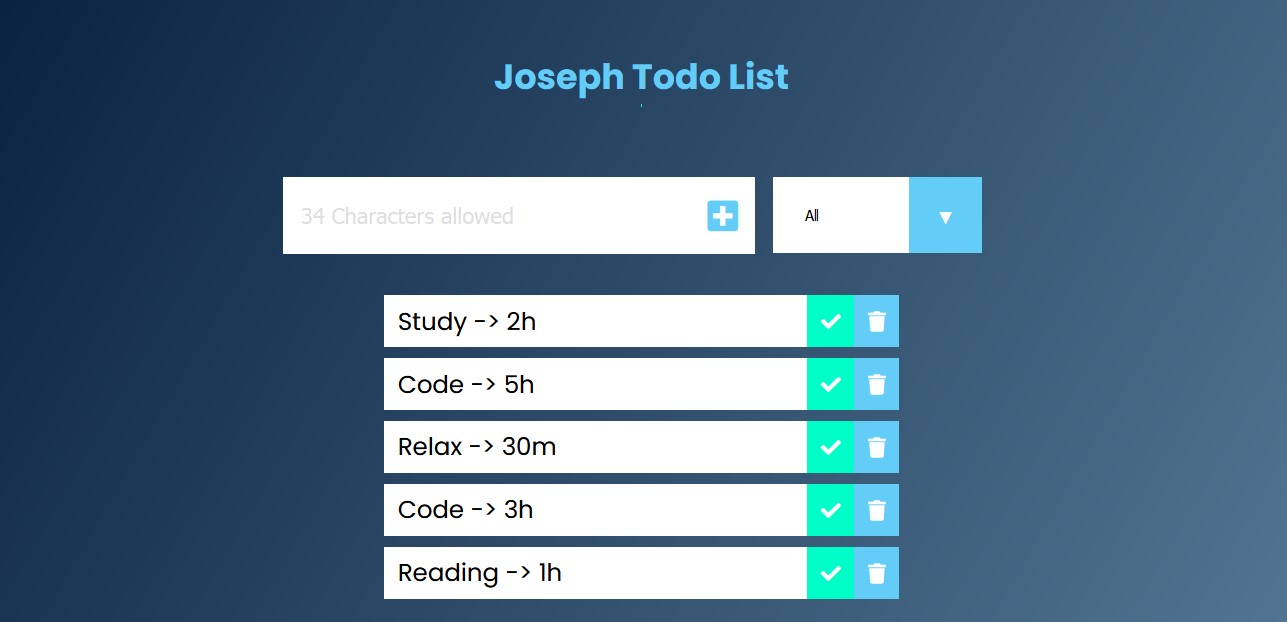 Joseph Todo List
34 Characters allowed
All
Study -> 2h
Code -> 5h
Relax -> 30m
Code -> 3h
Reading -> 1h